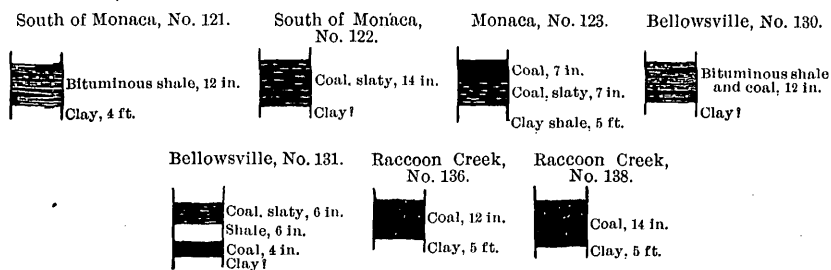 South of Monaca, No. 121.
Bituminous shale, 12 in.
Clay, 4 ft.
South of Monaca,
No. 122.
Coal, slaty, 14 in.
Clay?
Monaca, No. 123.
Coal, 7 in.
Coal, slaty, 7 in.
Clay shale, 5 ft.
Bellowsville, No. 130.
Bituminous shale
and coal, 12 in.
Clay?
Bellowsville, No. 131.
Coal, slaty, 6 in.
Shale, 6 in.
Coal, 4 in.
Clay?
Raccoon Creek,
No. 136.
Coal, 12 in.
Clay, 5 ft.
Raccoon Creek,
No. 138.
Coal, 14 in.
Clay, 5 ft.